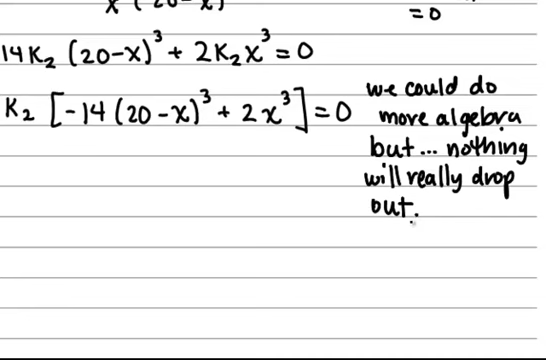 x (20-x)
= 0
14K₂ (20-x)³ + 2K₂x³ = 0
K₂ [-14 (20-x)³ + 2x³] = 0
we could do
more algebra
but... nothing
will really drop
out.